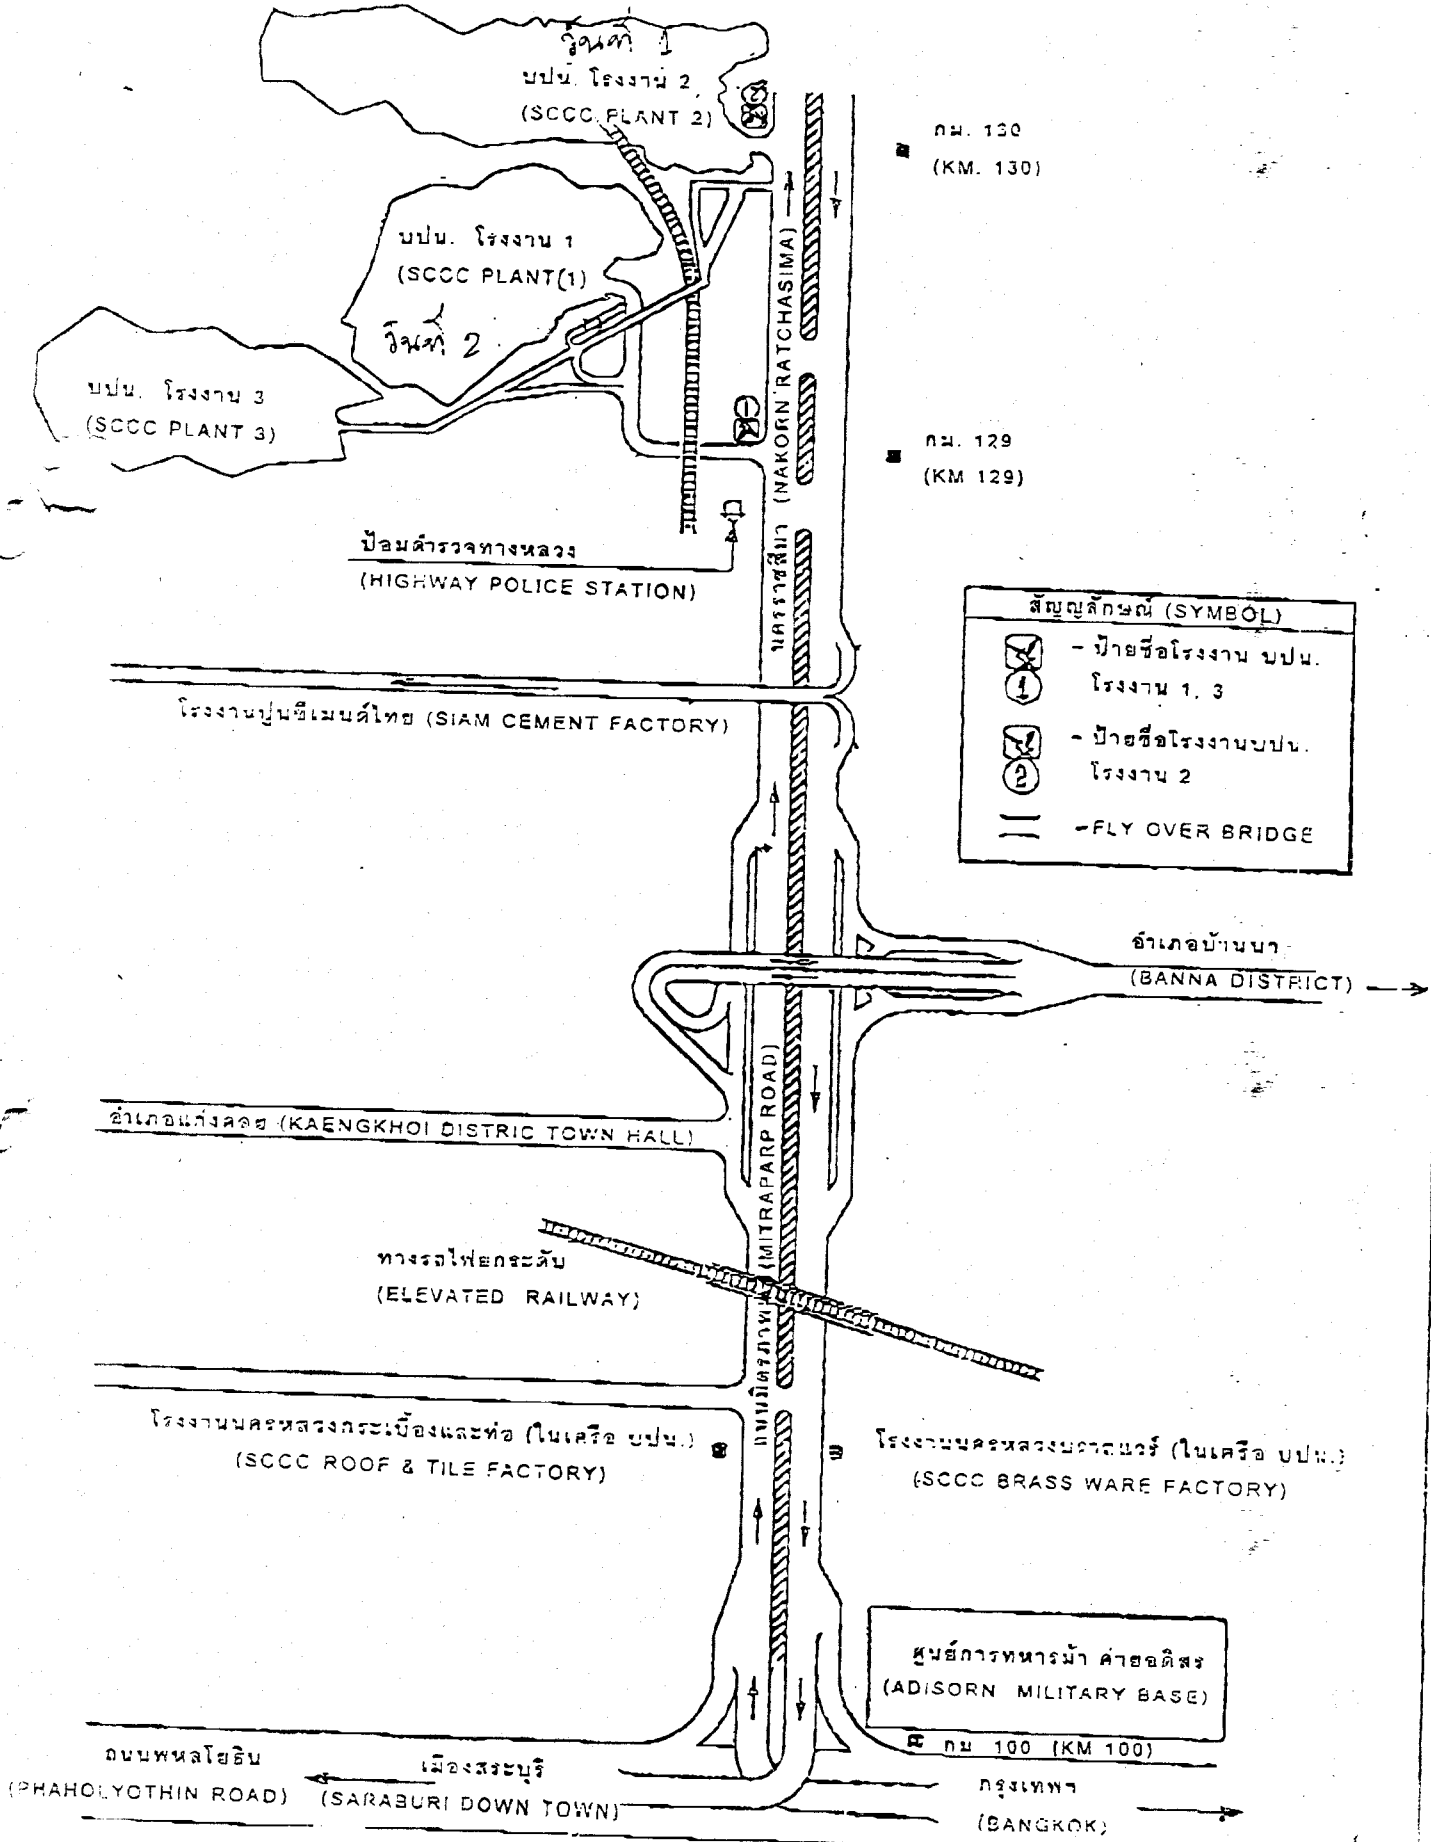 วันที่ 1
บปน. โรงงาน 2
(SCCC PLANT 2)
กม. 130
(KM. 130)
บปน. โรงงาน 1
(SCCC PLANT 1)
วันที่ 2
บปน. โรงงาน 3
(SCCC PLANT 3)
กม. 129
(KM 129)
นครราชสีมา (NAKORN RATCHASIMA)
ป้อมตำรวจทางหลวง
(HIGHWAY POLICE STATION)
สัญญลักษณ์ (SYMBOL)
- ป้ายชื่อโรงงาน บปน.
1 โรงงาน 1, 3
- ป้ายชื่อโรงงานบปน.
2 โรงงาน 2
-FLY OVER BRIDGE
โรงงานปูนซีเมนต์ไทย (SIAM CEMENT FACTORY)
อำเภอบ้านนา
(BANNA DISTRICT)
อำเภอแก่งคอย (KAENGKHOI DISTRIC TOWN HALL)
ถนนมิตรภาพ (MITRAPARP ROAD)
ทางรถไฟยกระดับ
(ELEVATED RAILWAY)
โรงงานนครหลวงกระเบื้องและท่อ (ในเครือ บปน.)
(SCCC ROOF & TILE FACTORY)
โรงงานนครหลวงบราสแวร์ (ในเครือ บปน.)
(SCCC BRASS WARE FACTORY)
ศูนย์การทหารม้า ค่ายอดิศร
(ADISORN MILITARY BASE)
กม 100 (KM 100)
ถนนพหลโยธิน
(PHAHOLYOTHIN ROAD)
เมืองสระบุรี
(SARABURI DOWN TOWN)
กรุงเทพฯ
(BANGKOK)